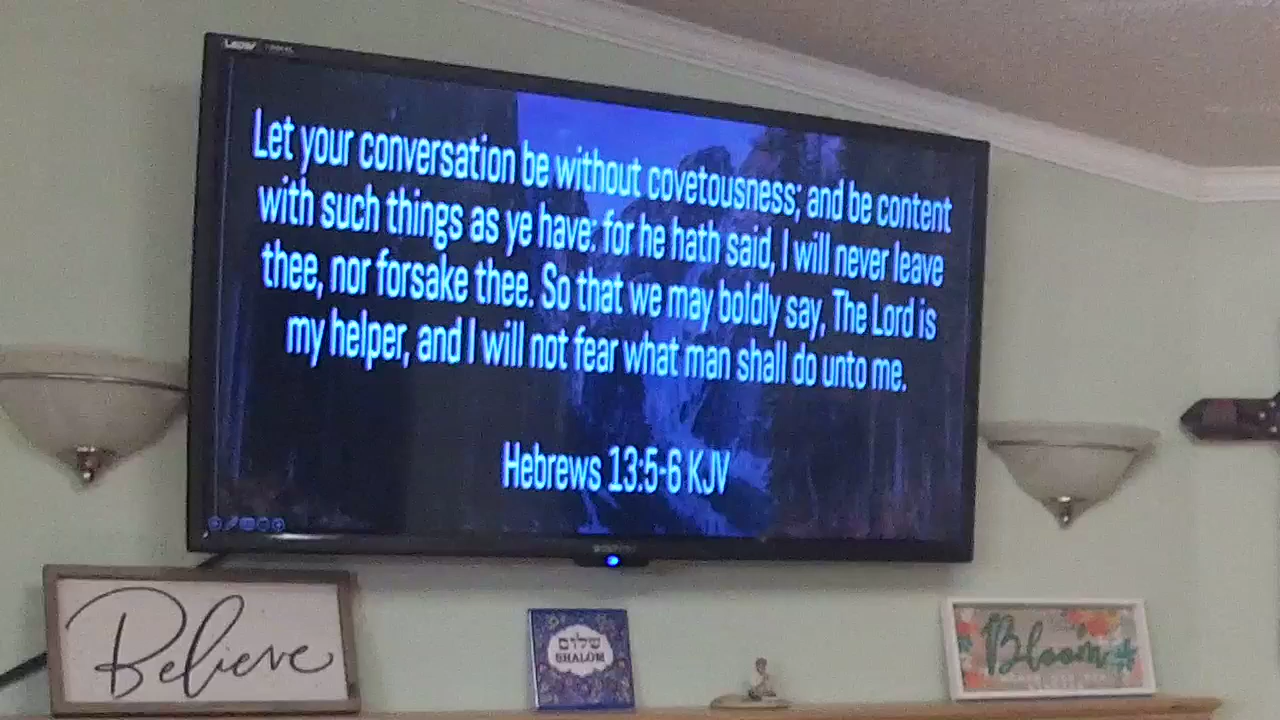 Let your conversation be without covetousness; and be content
with such things as ye have: for he hath said, I will never leave
thee, nor forsake thee. So that we may boldly say, The Lord is
my helper, and I will not fear what man shall do unto me.
Hebrews 13:5-6 KJV
Believe
שלום
SHALOM
Bloom